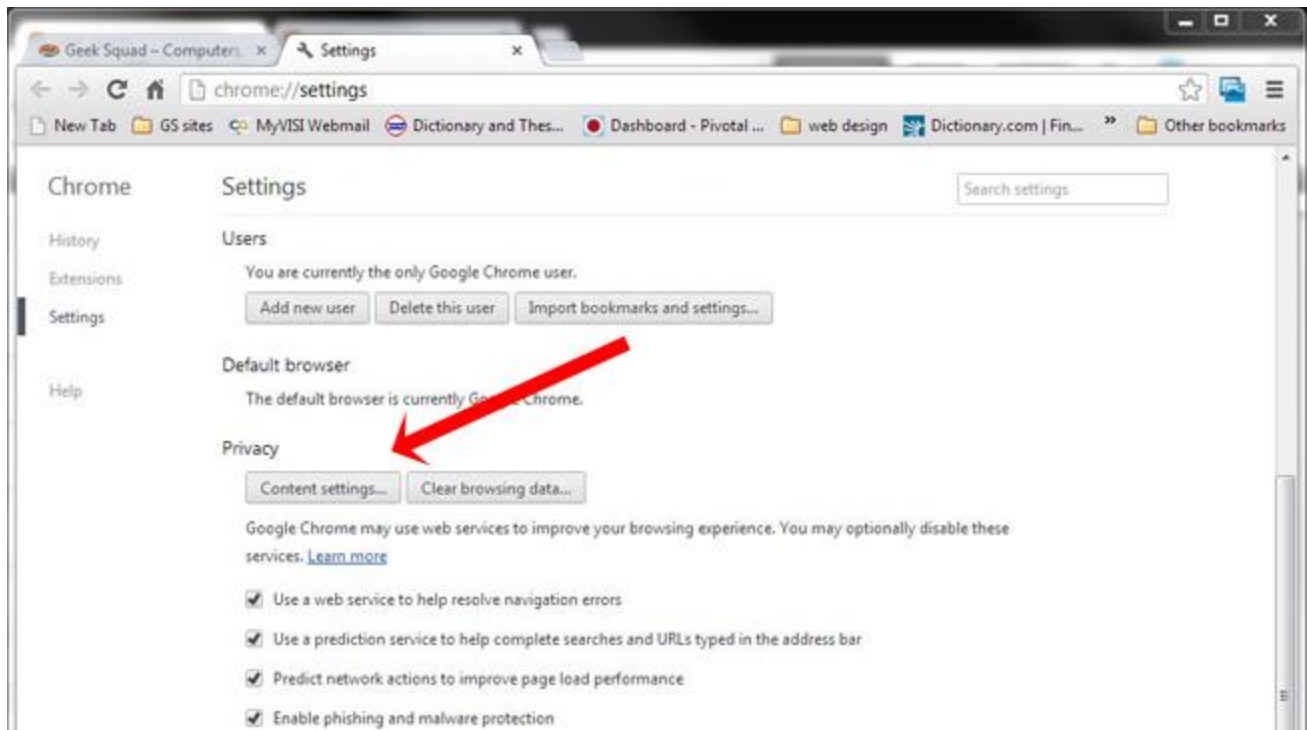 Geek Squad – Computer
Settings
chrome://settings
New Tab GS sites MyVISI Webmail Dictionary and Thes... Dashboard - Pivotal ... web design Dictionary.com | Fin... » Other bookmarks
Chrome Settings Search settings
History
Extensions
Settings
Help
Users
You are currently the only Google Chrome user.
Add new user Delete this user Import bookmarks and settings...
Default browser
The default browser is currently Google Chrome.
Privacy
Content settings... Clear browsing data...
Google Chrome may use web services to improve your browsing experience. You may optionally disable these
services. Learn more
Use a web service to help resolve navigation errors
Use a prediction service to help complete searches and URLs typed in the address bar
Predict network actions to improve page load performance
Enable phishing and malware protection